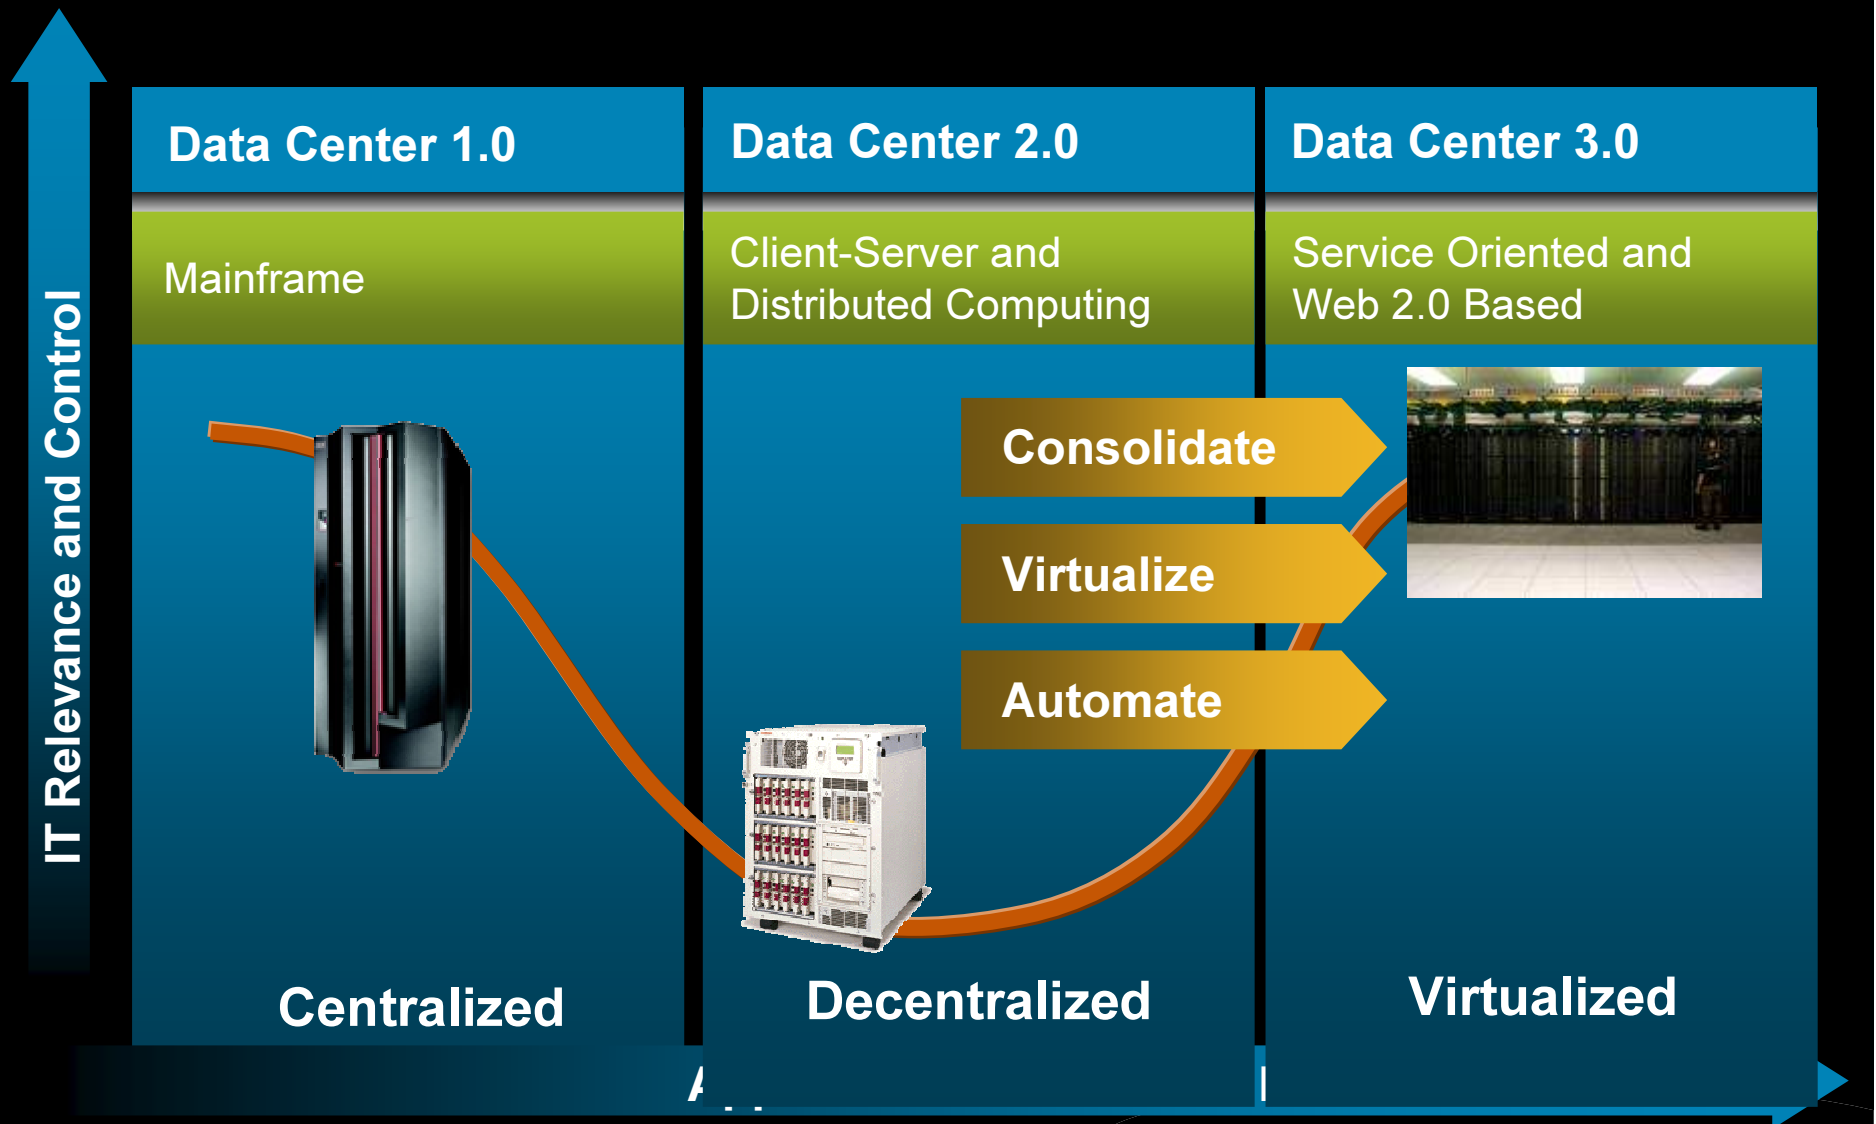 Data Center 1.0
Data Center 2.0
Data Center 3.0
Mainframe
Client-Server and
Distributed Computing
Service Oriented and
Web 2.0 Based
IT Relevance and Control
Consolidate
Virtualize
Automate
Centralized
Decentralized
Virtualized